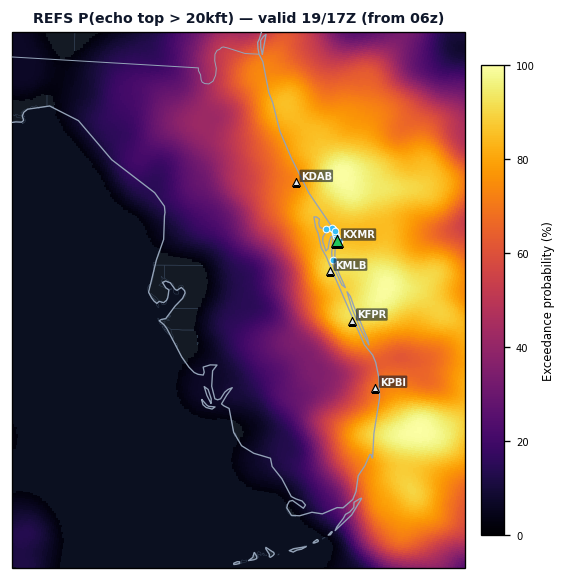 REFS P(echo top > 20kft) — valid 19/17Z (from 06z)
KDAB
KXMR
KMLB
KFPR
KPBI
100
80
60
40
20
0
Exceedance probability (%)